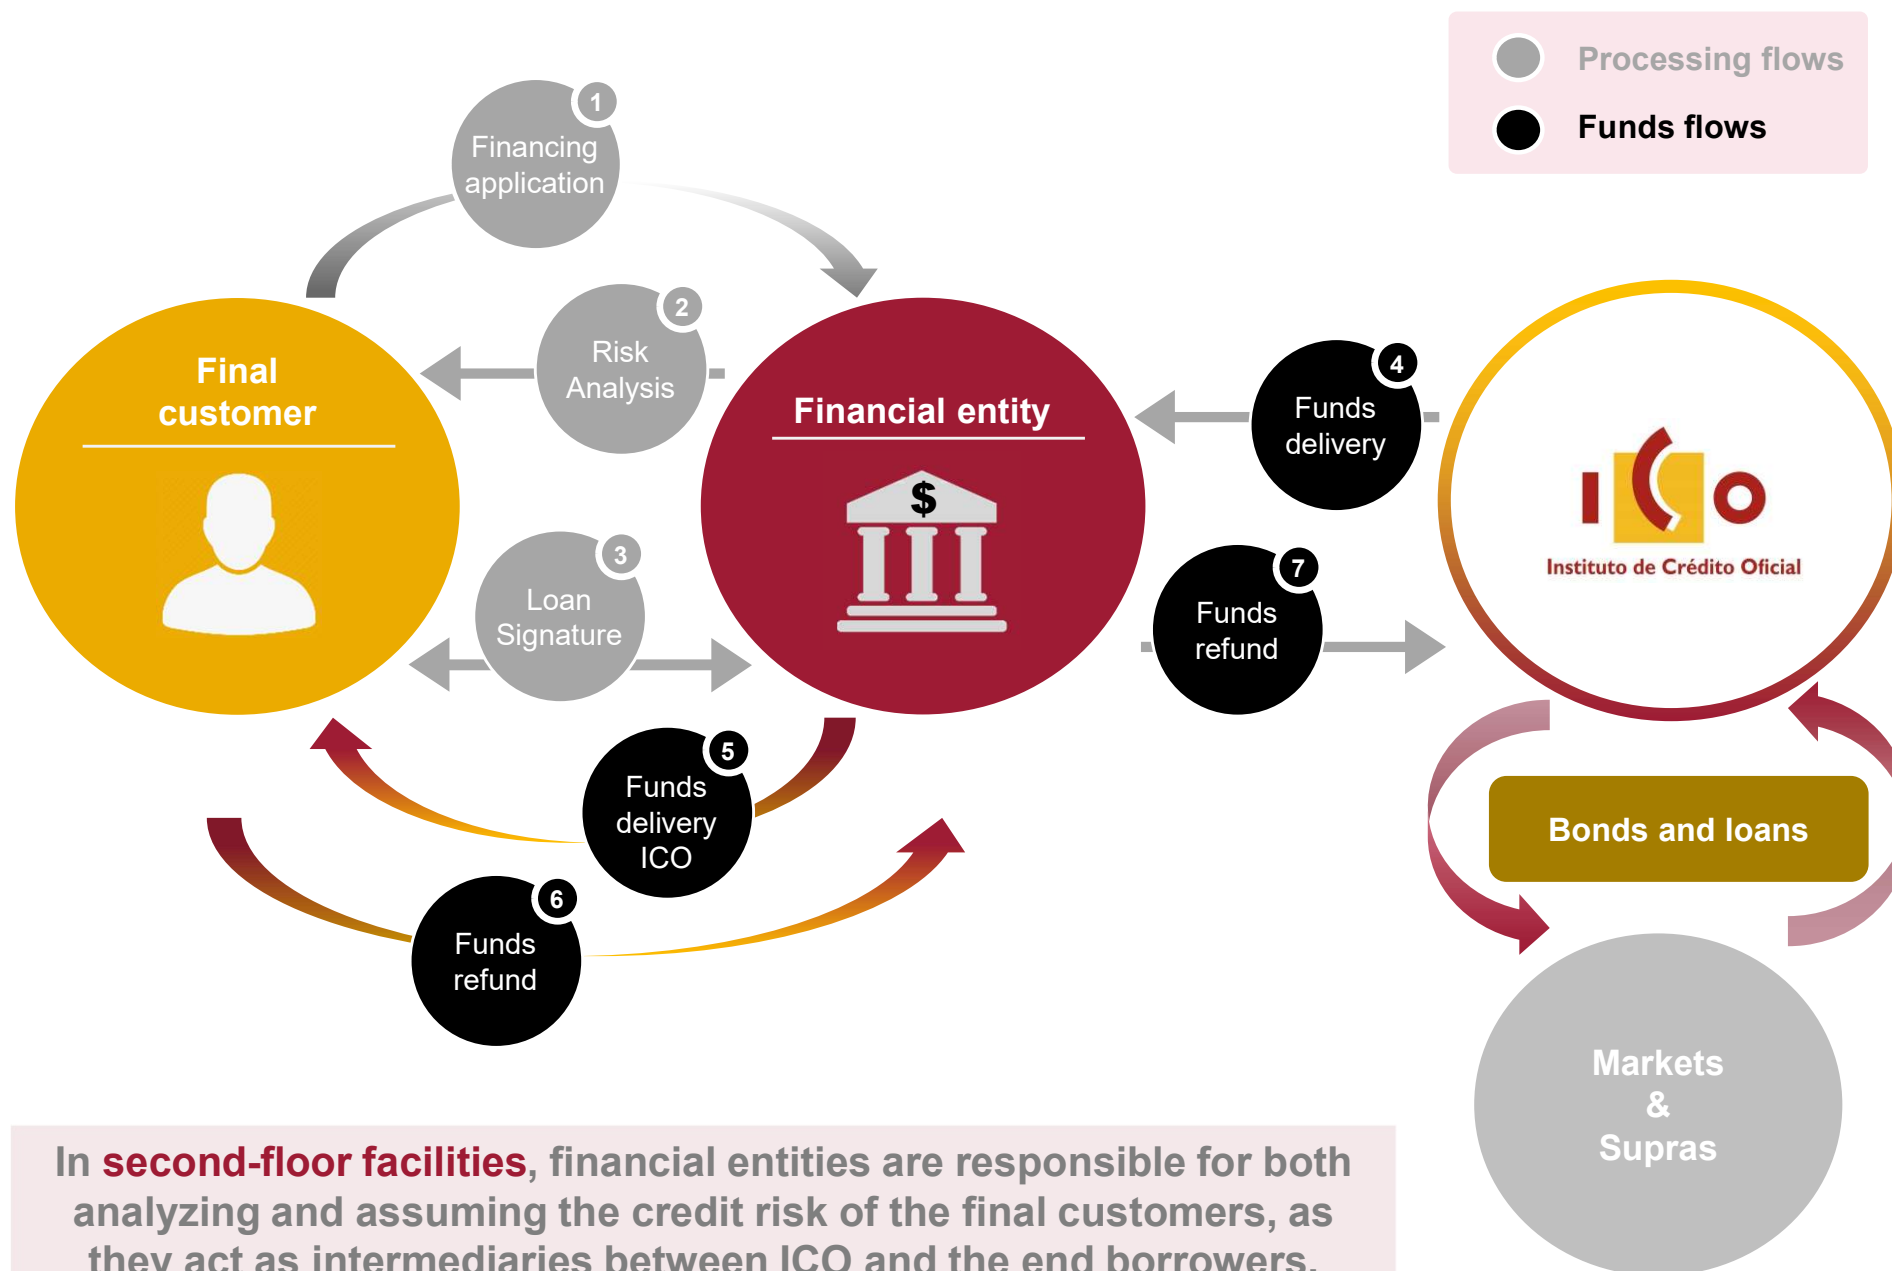 Processing flows
Funds flows
1
Financing
application
2
Risk
Analysis
Final
customer
Financial entity
$
4
Funds
delivery
ICO
Instituto de Crédito Oficial
3
Loan
Signature
7
Funds
refund
5
Funds
delivery
ICO
6
Funds
refund
Bonds and loans
Markets
&
Supras
In second-floor facilities, financial entities are responsible for both
analyzing and assuming the credit risk of the final customers, as
they act as intermediaries between ICO and the end borrowers.